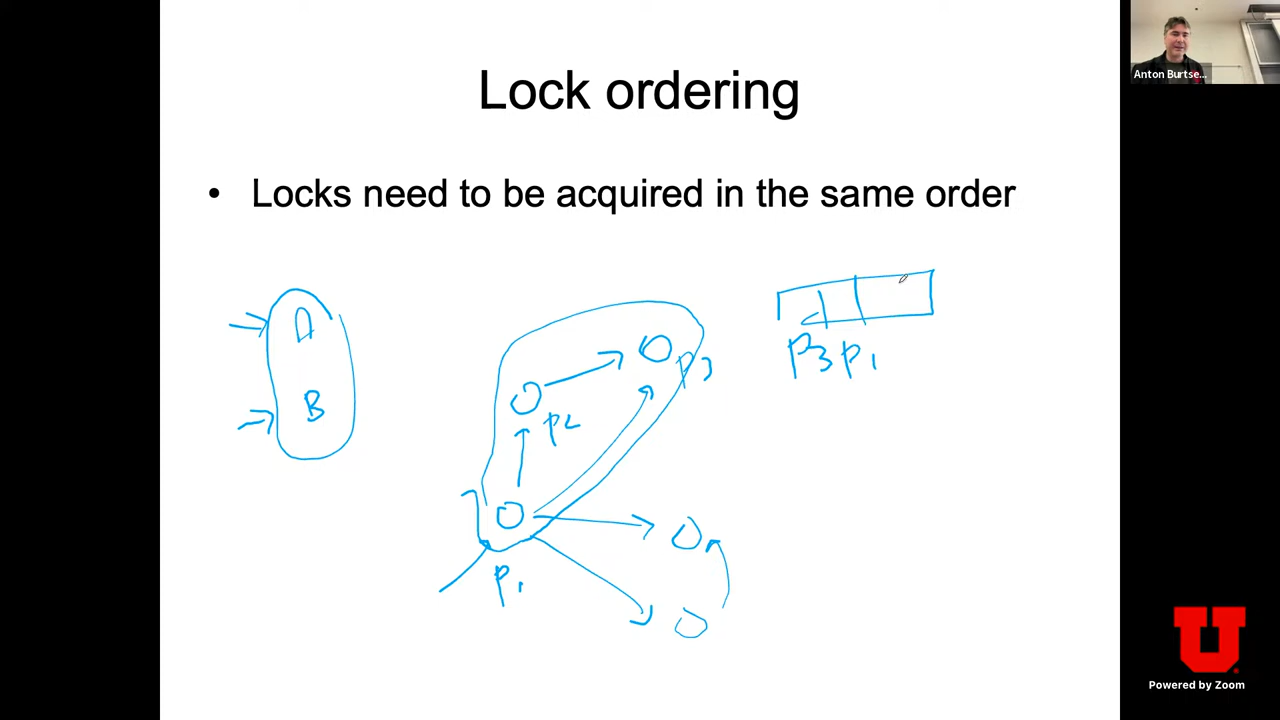 Lock ordering
• Locks need to be acquired in the same order
A
B
p3
p2
p1
p3 p1
Anton Burtse...
U
Powered by Zoom